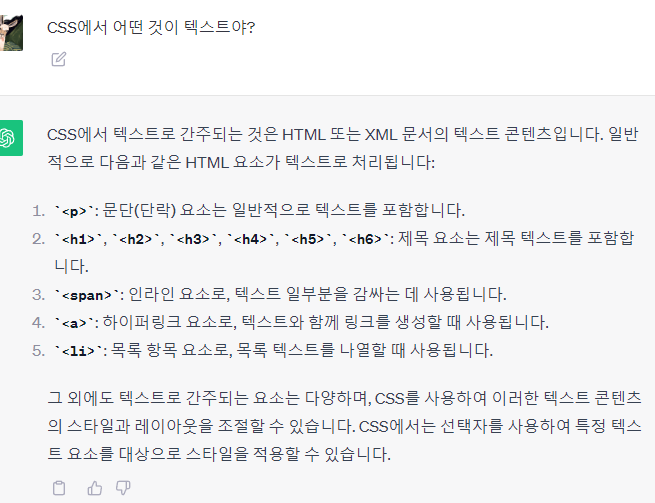 CSS에서 어떤 것이 텍스트야?
CSS에서 텍스트로 간주되는 것은 HTML 또는 XML 문서의 텍스트 콘텐츠입니다. 일반
적으로 다음과 같은 HTML 요소가 텍스트로 처리됩니다:
1. `<p>`: 문단(단락) 요소는 일반적으로 텍스트를 포함합니다.
2. `<h1>`, `<h2>`, `<h3>`, `<h4>`, `<h5>`, `<h6>`: 제목 요소는 제목 텍스트를 포함합
니다.
3. `<span>`: 인라인 요소로, 텍스트 일부분을 감싸는 데 사용됩니다.
4. `<a>`: 하이퍼링크 요소로, 텍스트와 함께 링크를 생성할 때 사용됩니다.
5. `<li>`: 목록 항목 요소로, 목록 텍스트를 나열할 때 사용됩니다.
그 외에도 텍스트로 간주되는 요소는 다양하며, CSS를 사용하여 이러한 텍스트 콘텐츠
의 스타일과 레이아웃을 조절할 수 있습니다. CSS에서는 선택자를 사용하여 특정 텍스
트 요소를 대상으로 스타일을 적용할 수 있습니다.